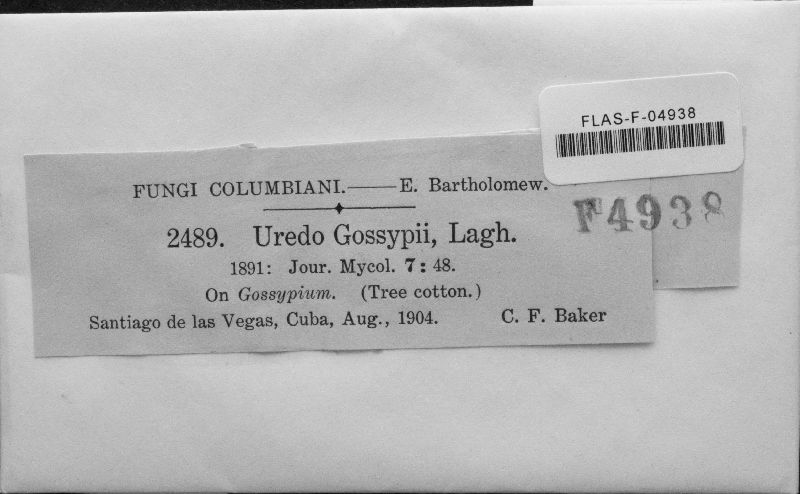 FLAS-F-04938
FUNGI COLUMBIANI.——E. Bartholomew.
F4938
2489. Uredo Gossypii, Lagh.
1891: Jour. Mycol. 7: 48.
On Gossypium. (Tree cotton.)
Santiago de las Vegas, Cuba, Aug., 1904. C. F. Baker